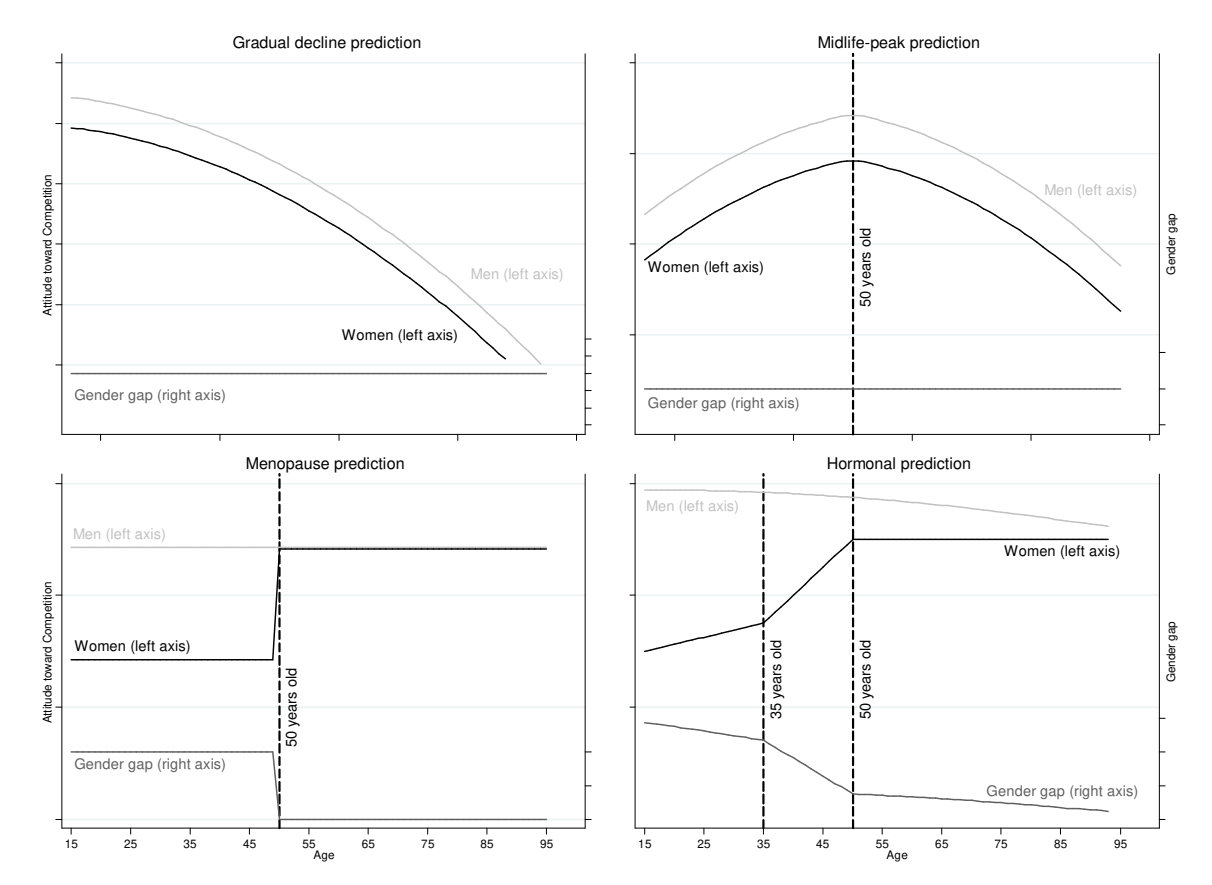 Gradual decline prediction
Attitude toward Competition
Men (left axis)
Women (left axis)
Gender gap (right axis)
Midlife-peak prediction
Men (left axis)
Women (left axis)
50 years old
Gender gap (right axis)
Gender gap
Menopause prediction
Attitude toward Competition
Men (left axis)
Women (left axis)
50 years old
Gender gap (right axis)
15 25 35 45 55 65 75 85 95
Age
Hormonal prediction
Men (left axis)
Women (left axis)
35 years old
50 years old
Gender gap (right axis)
Gender gap
15 25 35 45 55 65 75 85 95
Age